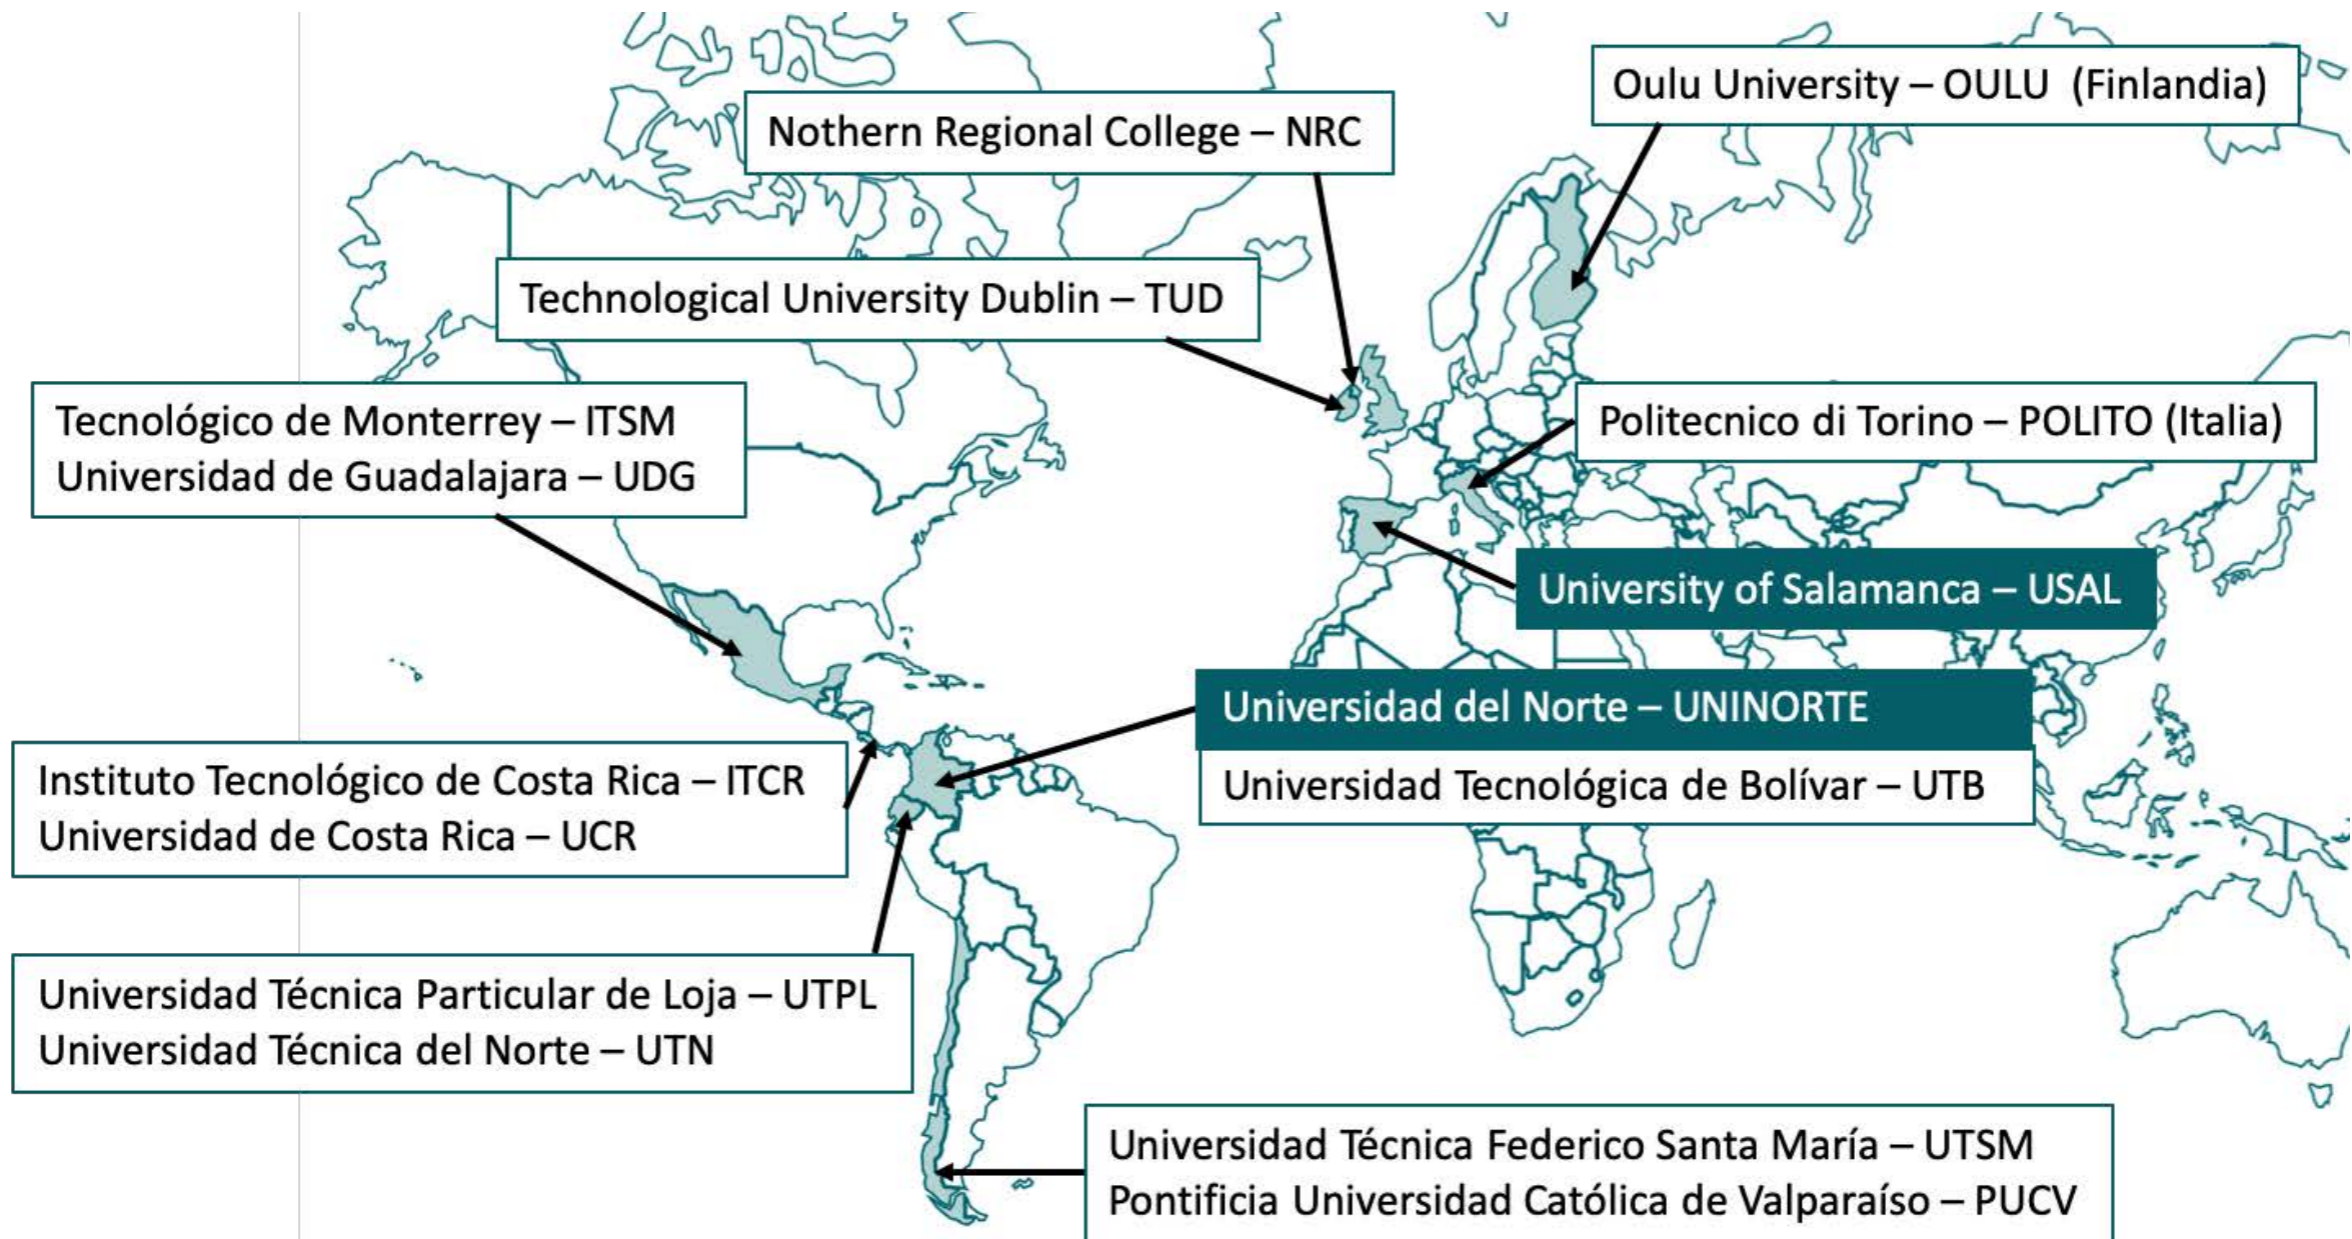 Oulu University – OULU  (Finlandia)
Nothern Regional College – NRC
Technological University Dublin – TUD
Tecnológico de Monterrey – ITSM
Universidad de Guadalajara – UDG
Politecnico di Torino – POLITO (Italia)
University of Salamanca – USAL
Universidad del Norte – UNINORTE
Universidad Tecnológica de Bolívar – UTB
Instituto Tecnológico de Costa Rica – ITCR
Universidad de Costa Rica – UCR
Universidad Técnica Particular de Loja – UTPL
Universidad Técnica del Norte – UTN
Universidad Técnica Federico Santa María – UTSM
Pontificia Universidad Católica de Valparaíso – PUCV